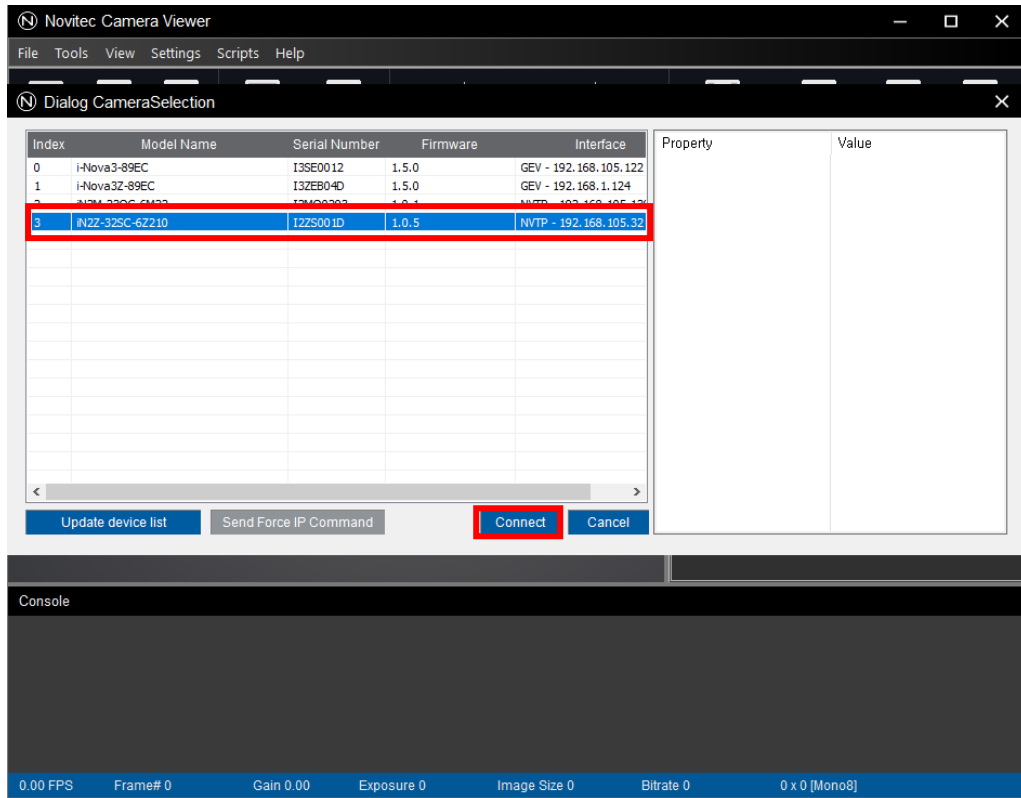 Novitec Camera Viewer
File Tools View Settings Scripts Help
Dialog CameraSelection
Index Model Name Serial Number Firmware Interface
0 i-Nova3-89EC I3SE0012 1.5.0 GEV - 192.168.105.122
1 i-Nova3Z-89EC I3ZEB04D 1.5.0 GEV - 192.168.1.124
3 iN2Z-32SC-6Z210 I2ZS001D 1.0.5 NVTP - 192.168.105.32
Property Value
Update device list Send Force IP Command Connect Cancel
Console
0.00 FPS Frame# 0 Gain 0.00 Exposure 0 Image Size 0 Bitrate 0 0 x 0 [Mono8]